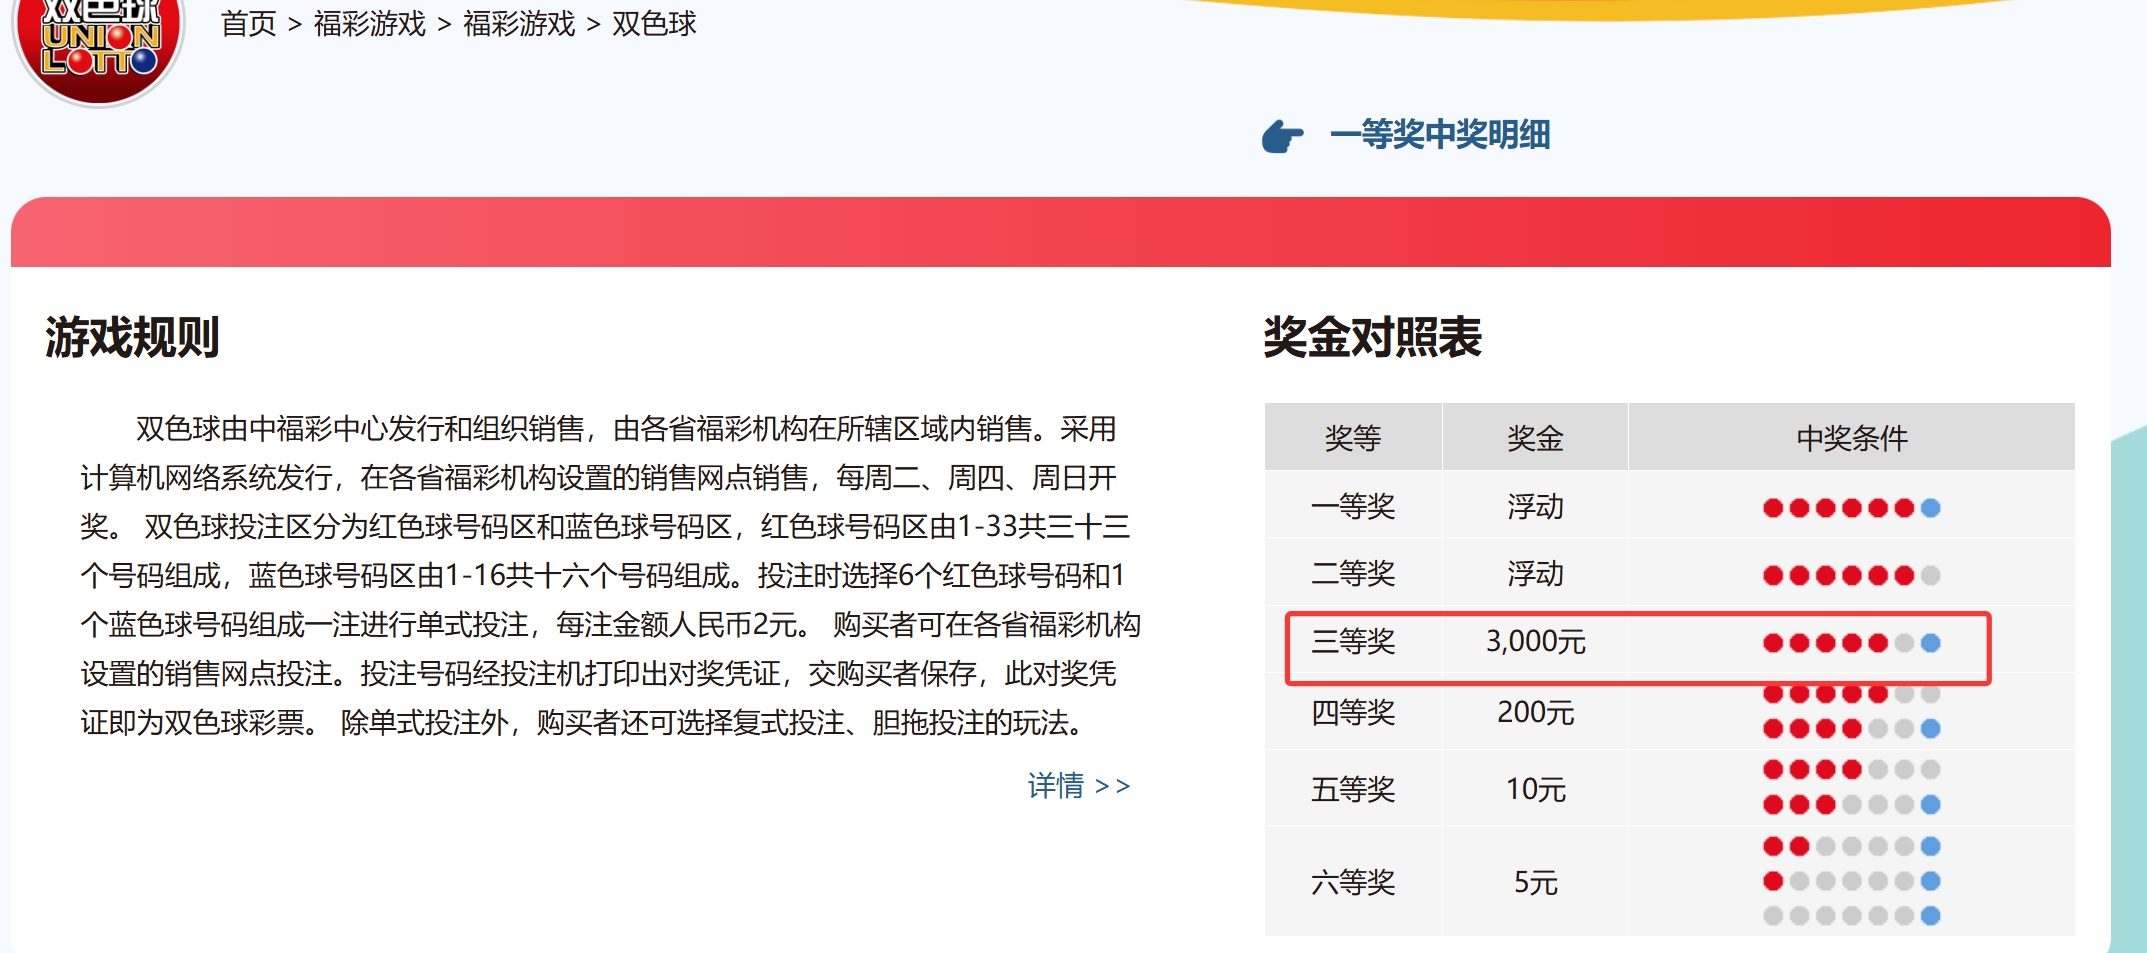 双色球
UNION
LOTTO
首页 > 福彩游戏 > 福彩游戏 > 双色球
一等奖中奖明细
游戏规则
双色球由中福彩中心发行和组织销售，由各省福彩机构在所辖区域内销售。采用
计算机网络系统发行，在各省福彩机构设置的销售网点销售，每周二、周四、周日开
奖。 双色球投注区分为红色球号码区和蓝色球号码区，红色球号码区由1-33共三十三
个号码组成，蓝色球号码区由1-16共十六个号码组成。投注时选择6个红色球号码和1
个蓝色球号码组成一注进行单式投注，每注金额人民币2元。 购买者可在各省福彩机构
设置的销售网点投注。投注号码经投注机打印出对奖凭证，交购买者保存，此对奖凭
证即为双色球彩票。 除单式投注外，购买者还可选择复式投注、胆拖投注的玩法。
详情 >>
奖金对照表
奖等 奖金 中奖条件
一等奖 浮动
二等奖 浮动
三等奖 3,000元
四等奖 200元
五等奖 10元
六等奖 5元